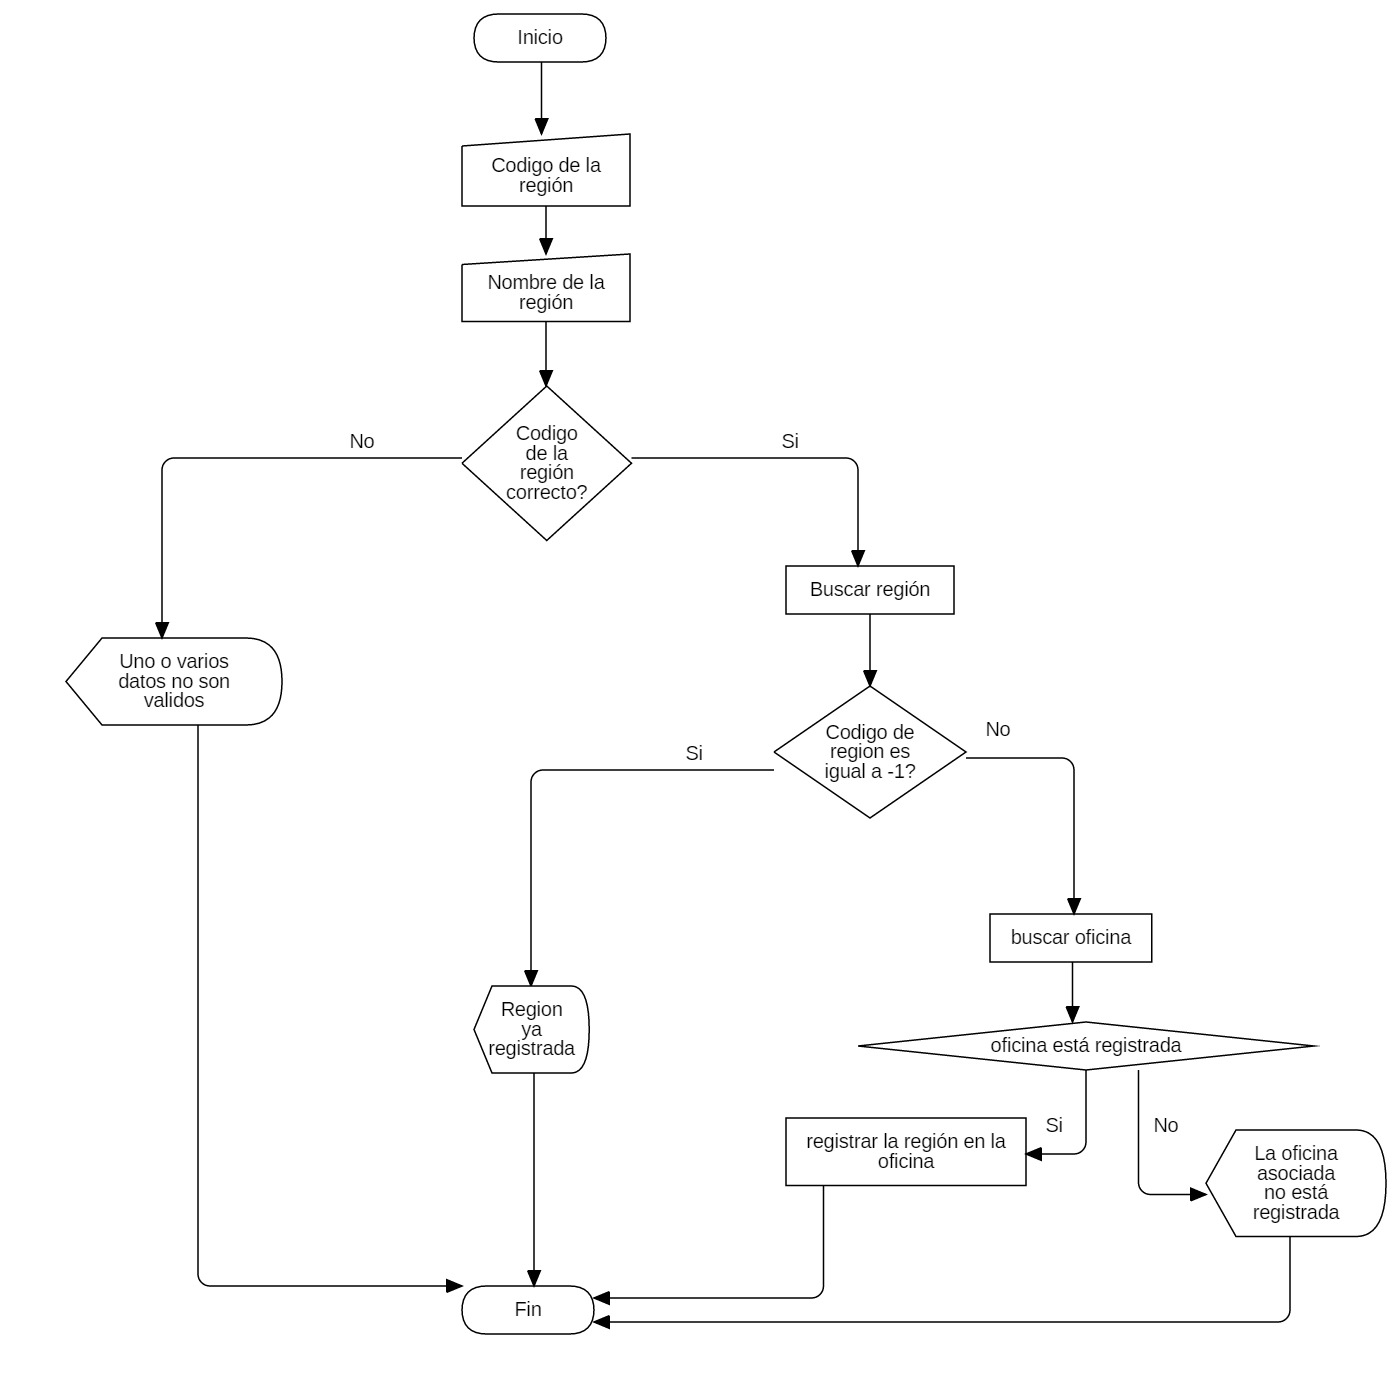 Inicio
Codigo de la
región
Nombre de la
región
Codigo
de la
región
correcto?
No
Si
Buscar región
Uno o varios
datos no son
validos
Codigo de
region es
igual a -1?
Si
No
buscar oficina
Region
ya
registrada
oficina está registrada
Si
No
registrar la región en la
oficina
La oficina
asociada
no está
registrada
Fin